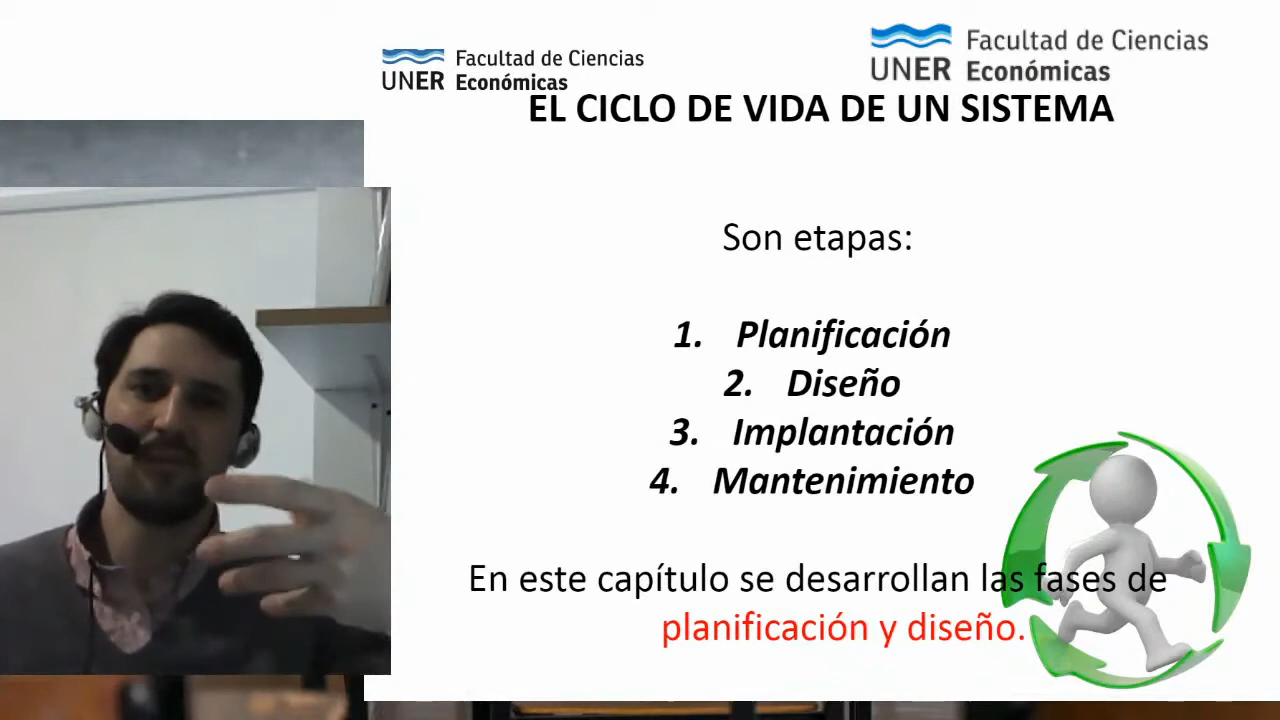 Facultad de Ciencias
UNER Económicas
Facultad de Ciencias
UNER Económicas
EL CICLO DE VIDA DE UN SISTEMA
Son etapas:
1. Planificación
2. Diseño
3. Implantación
4. Mantenimiento
En este capítulo se desarrollan las fases de
planificación y diseño.